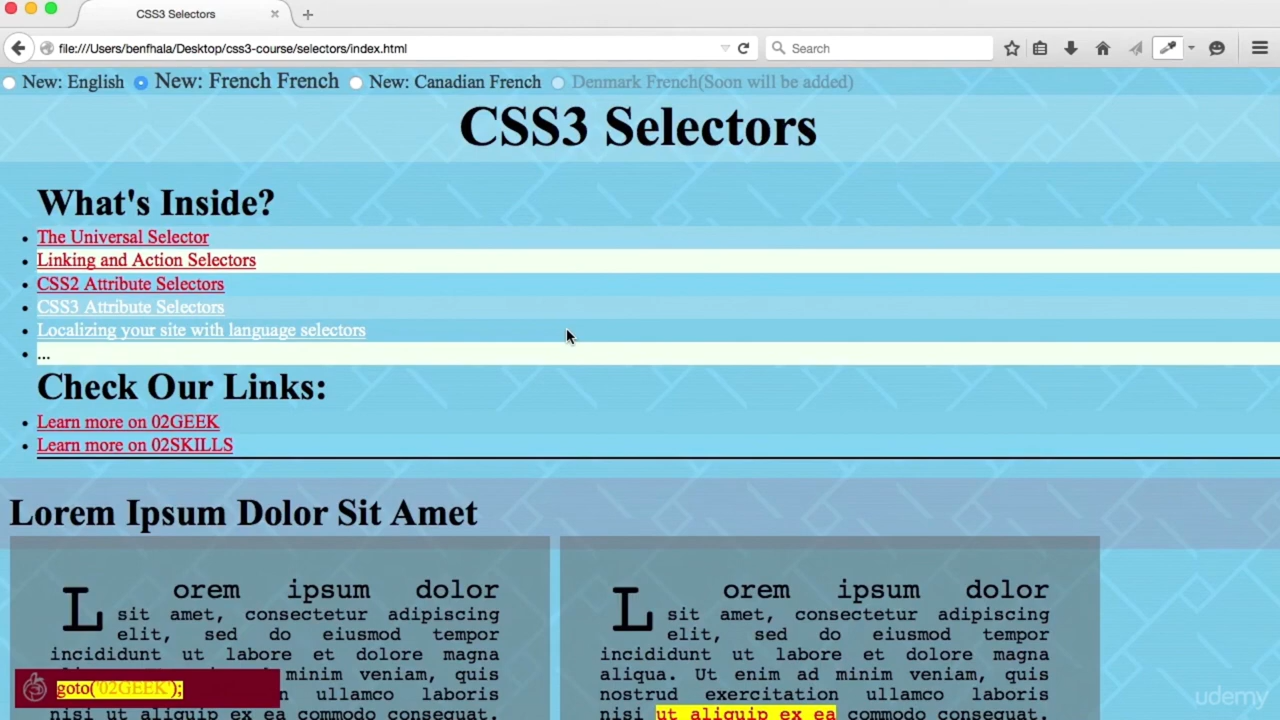 CSS3 Selectors
file:///Users/benfhala/Desktop/css3-course/selectors/index.html
Search
New: English New: French French New: Canadian French Denmark French(Soon will be added)
CSS3 Selectors
What's Inside?
The Universal Selector
Linking and Action Selectors
CSS2 Attribute Selectors
CSS3 Attribute Selectors
Localizing your site with language selectors
...
Check Our Links:
Learn more on 02GEEK
Learn more on 02SKILLS
Lorem Ipsum Dolor Sit Amet
Lorem ipsum dolor
sit amet, consectetur adipiscing
elit, sed do eiusmod tempor
incididunt ut labore et dolore magna
minim veniam, quis
ullamco laboris
nisi ut aliquip ex ea commodo consequat.
goto('02GEEK');
Lorem ipsum dolor
sit amet, consectetur adipiscing
elit, sed do eiusmod tempor
incididunt ut labore et dolore magna
aliqua. Ut enim ad minim veniam, quis
nostrud exercitation ullamco laboris
nisi ut aliquip ex ea commodo consequat.
udemy